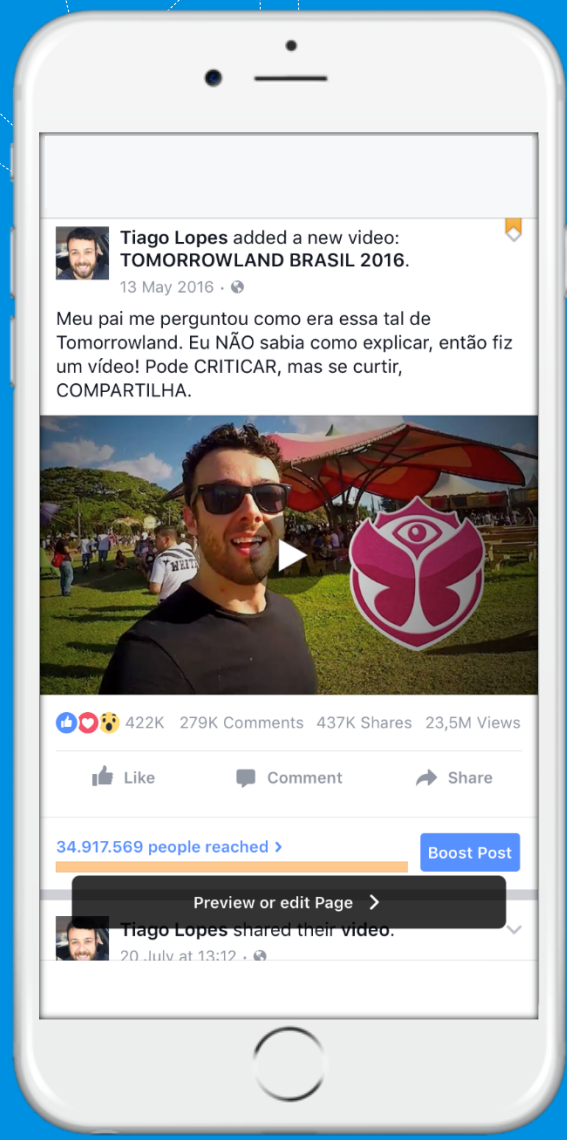 Tiago Lopes added a new video:
TOMORROWLAND BRASIL 2016.
13 May 2016 ·
Meu pai me perguntou como era essa tal de
Tomorrowland. Eu NÃO sabia como explicar, então fiz
um vídeo! Pode CRITICAR, mas se curtir,
COMPARTILHA.
422K 279K Comments 437K Shares 23,5M Views
Like Comment Share
34.917.569 people reached >
Boost Post
Preview or edit Page >
Tiago Lopes shared their video.
20 July at 13:12 ·